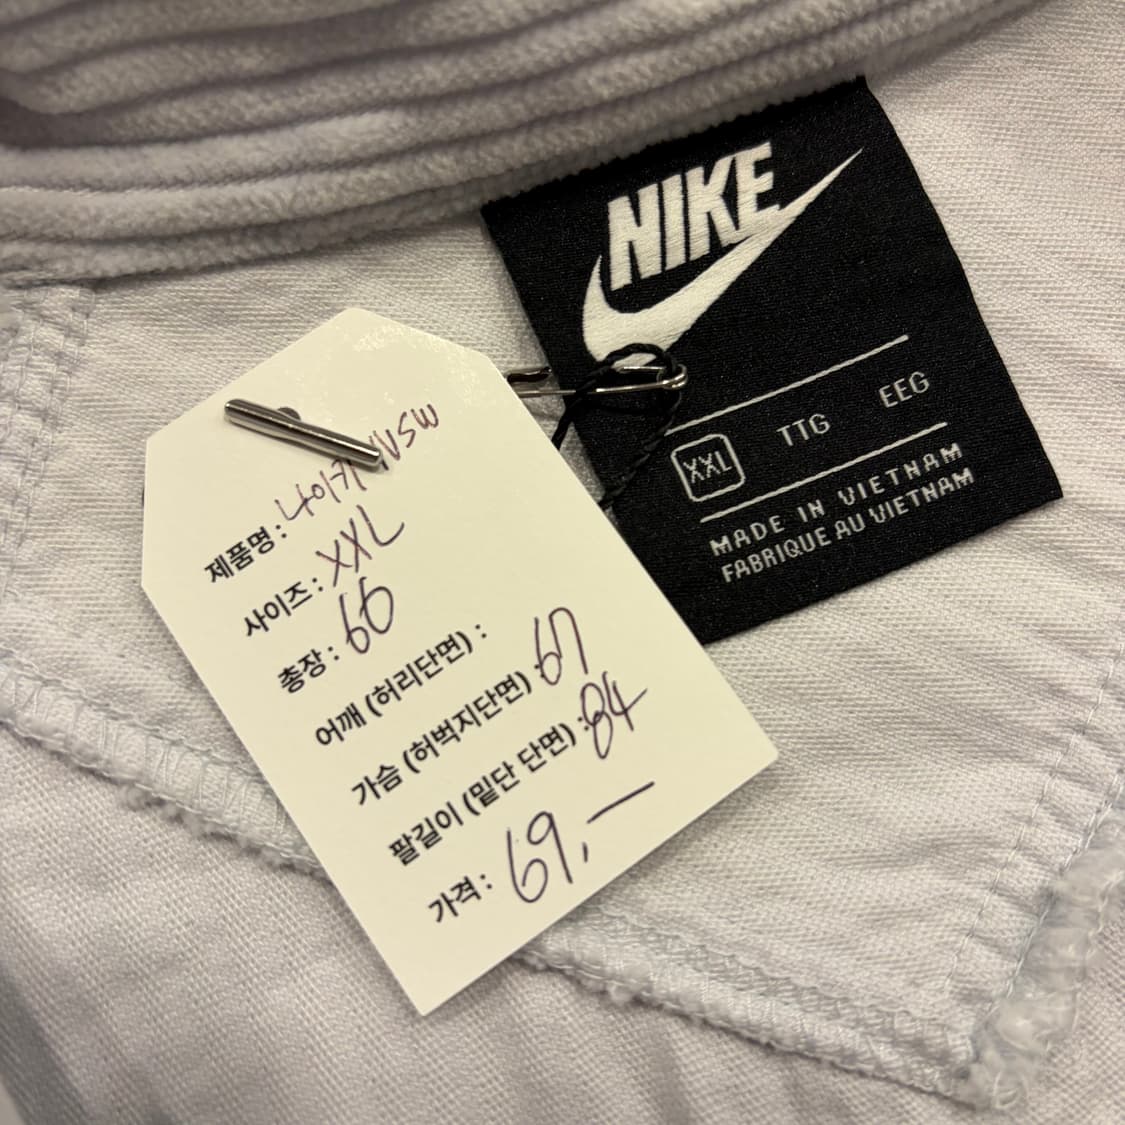 NIKE
XXL TTG EEG
MADE IN VIETNAM
FABRIQUE AU VIETNAM
제품명 : 나이키 NSW
사이즈 : XXL
총장 : 66
어깨 (허리단면) :
가슴 (허벅지단면) : 67
팔길이 (밑단 단면) : 84
가격 : 69,—